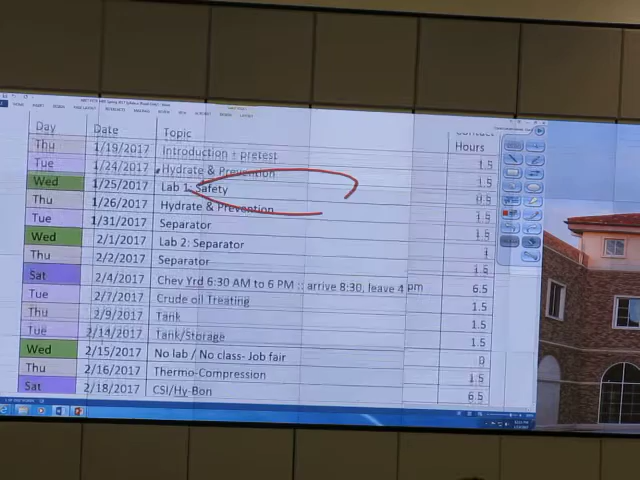 Day Date Topic Contact Hours
Thu 1/19/2017 Introduction + pretest 1.5
Tue 1/24/2017 Hydrate & Prevention 1.5
Wed 1/25/2017 Lab 1: Safety 0.5
Thu 1/26/2017 Hydrate & Prevention 1.5
Tue 1/31/2017 Separator 1.5
Wed 2/1/2017 Lab 2: Separator 1
Thu 2/2/2017 Separator 1.5
Sat 2/4/2017 Chev Yrd 6:30 AM to 6 PM :: arrive 8:30, leave 4 pm 6.5
Tue 2/7/2017 Crude oil Treating 1.5
Thu 2/9/2017 Tank 1.5
Tue 2/14/2017 Tank/Storage 1.5
Wed 2/15/2017 No lab / No class- Job fair 0
Thu 2/16/2017 Thermo-Compression 1.5
Sat 2/18/2017 CSI/Hy-Bon 6.5